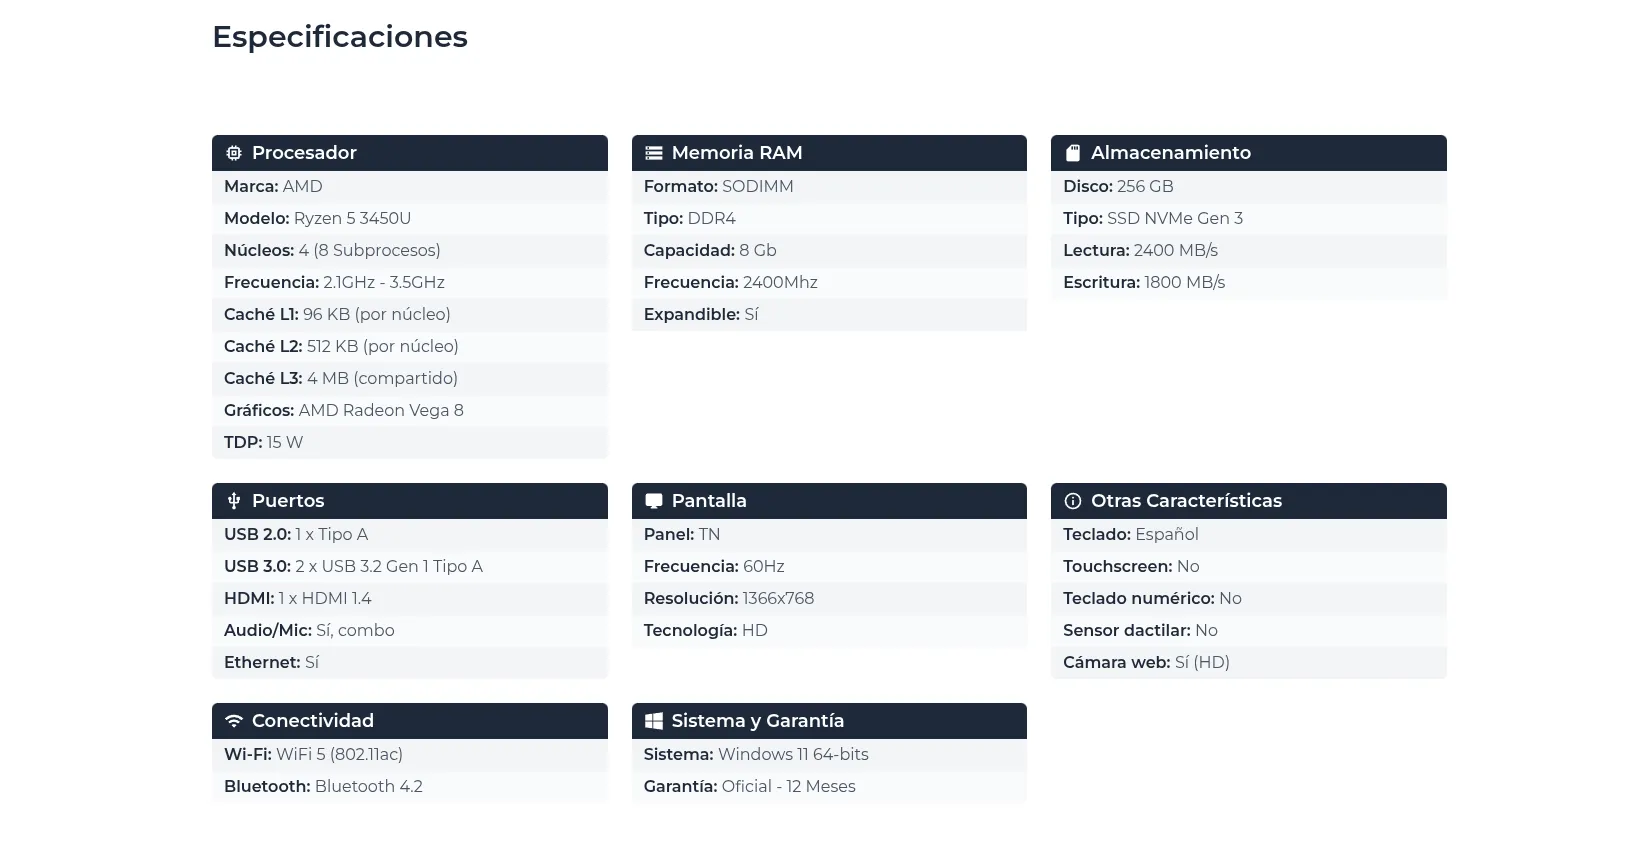 Especificaciones
Procesador
Marca: AMD
Modelo: Ryzen 5 3450U
Núcleos: 4 (8 Subprocesos)
Frecuencia: 2.1GHz - 3.5GHz
Caché L1: 96 KB (por núcleo)
Caché L2: 512 KB (por núcleo)
Caché L3: 4 MB (compartido)
Gráficos: AMD Radeon Vega 8
TDP: 15 W
Memoria RAM
Formato: SODIMM
Tipo: DDR4
Capacidad: 8 Gb
Frecuencia: 2400Mhz
Expandible: Sí
Almacenamiento
Disco: 256 GB
Tipo: SSD NVMe Gen 3
Lectura: 2400 MB/s
Escritura: 1800 MB/s
Puertos
USB 2.0: 1 x Tipo A
USB 3.0: 2 x USB 3.2 Gen 1 Tipo A
HDMI: 1 x HDMI 1.4
Audio/Mic: Sí, combo
Ethernet: Sí
Pantalla
Panel: TN
Frecuencia: 60Hz
Resolución: 1366x768
Tecnología: HD
Otras Características
Teclado: Español
Touchscreen: No
Teclado numérico: No
Sensor dactilar: No
Cámara web: Sí (HD)
Conectividad
Wi-Fi: WiFi 5 (802.11ac)
Bluetooth: Bluetooth 4.2
Sistema y Garantía
Sistema: Windows 11 64-bits
Garantía: Oficial - 12 Meses